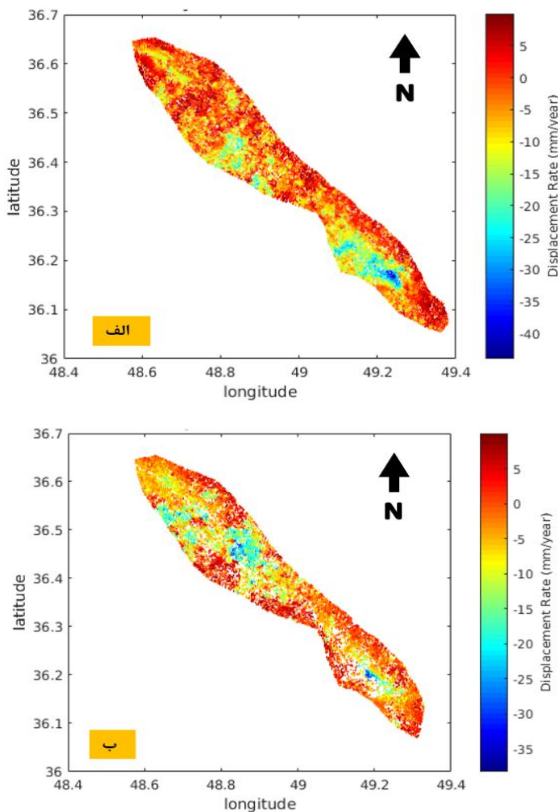 36.7
36.6
36.5
36.4
36.3
36.2
36.1
36
latitude
48.4 48.6 48.8 49 49.2 49.4
longitude
N
الف
5
0
-5
-10
-15
-20
-25
-30
-35
-40
Displacement Rate (mm/year)
36.7
36.6
36.5
36.4
36.3
36.2
36.1
36
latitude
48.4 48.6 48.8 49 49.2 49.4
longitude
N
ب
5
0
-5
-10
-15
-20
-25
-30
-35
Displacement Rate (mm/year)